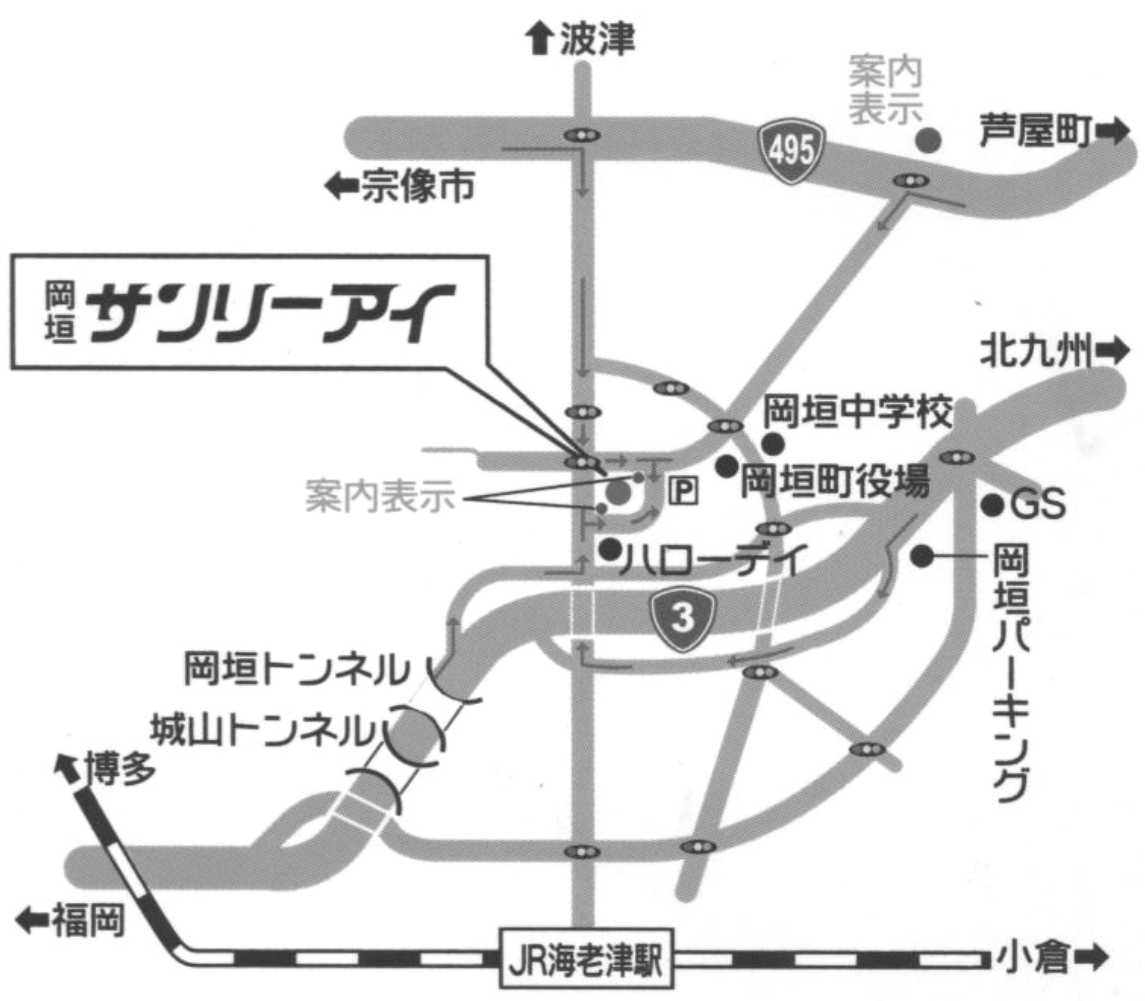 波津
案内
表示
495
芦屋町
宗像市
岡垣
サンリーアイ
北九州
岡垣中学校
岡垣町役場
案内表示
P
GS
ハローデイ
岡垣パーキング
3
岡垣トンネル
城山トンネル
博多
福岡
JR海老津駅
小倉